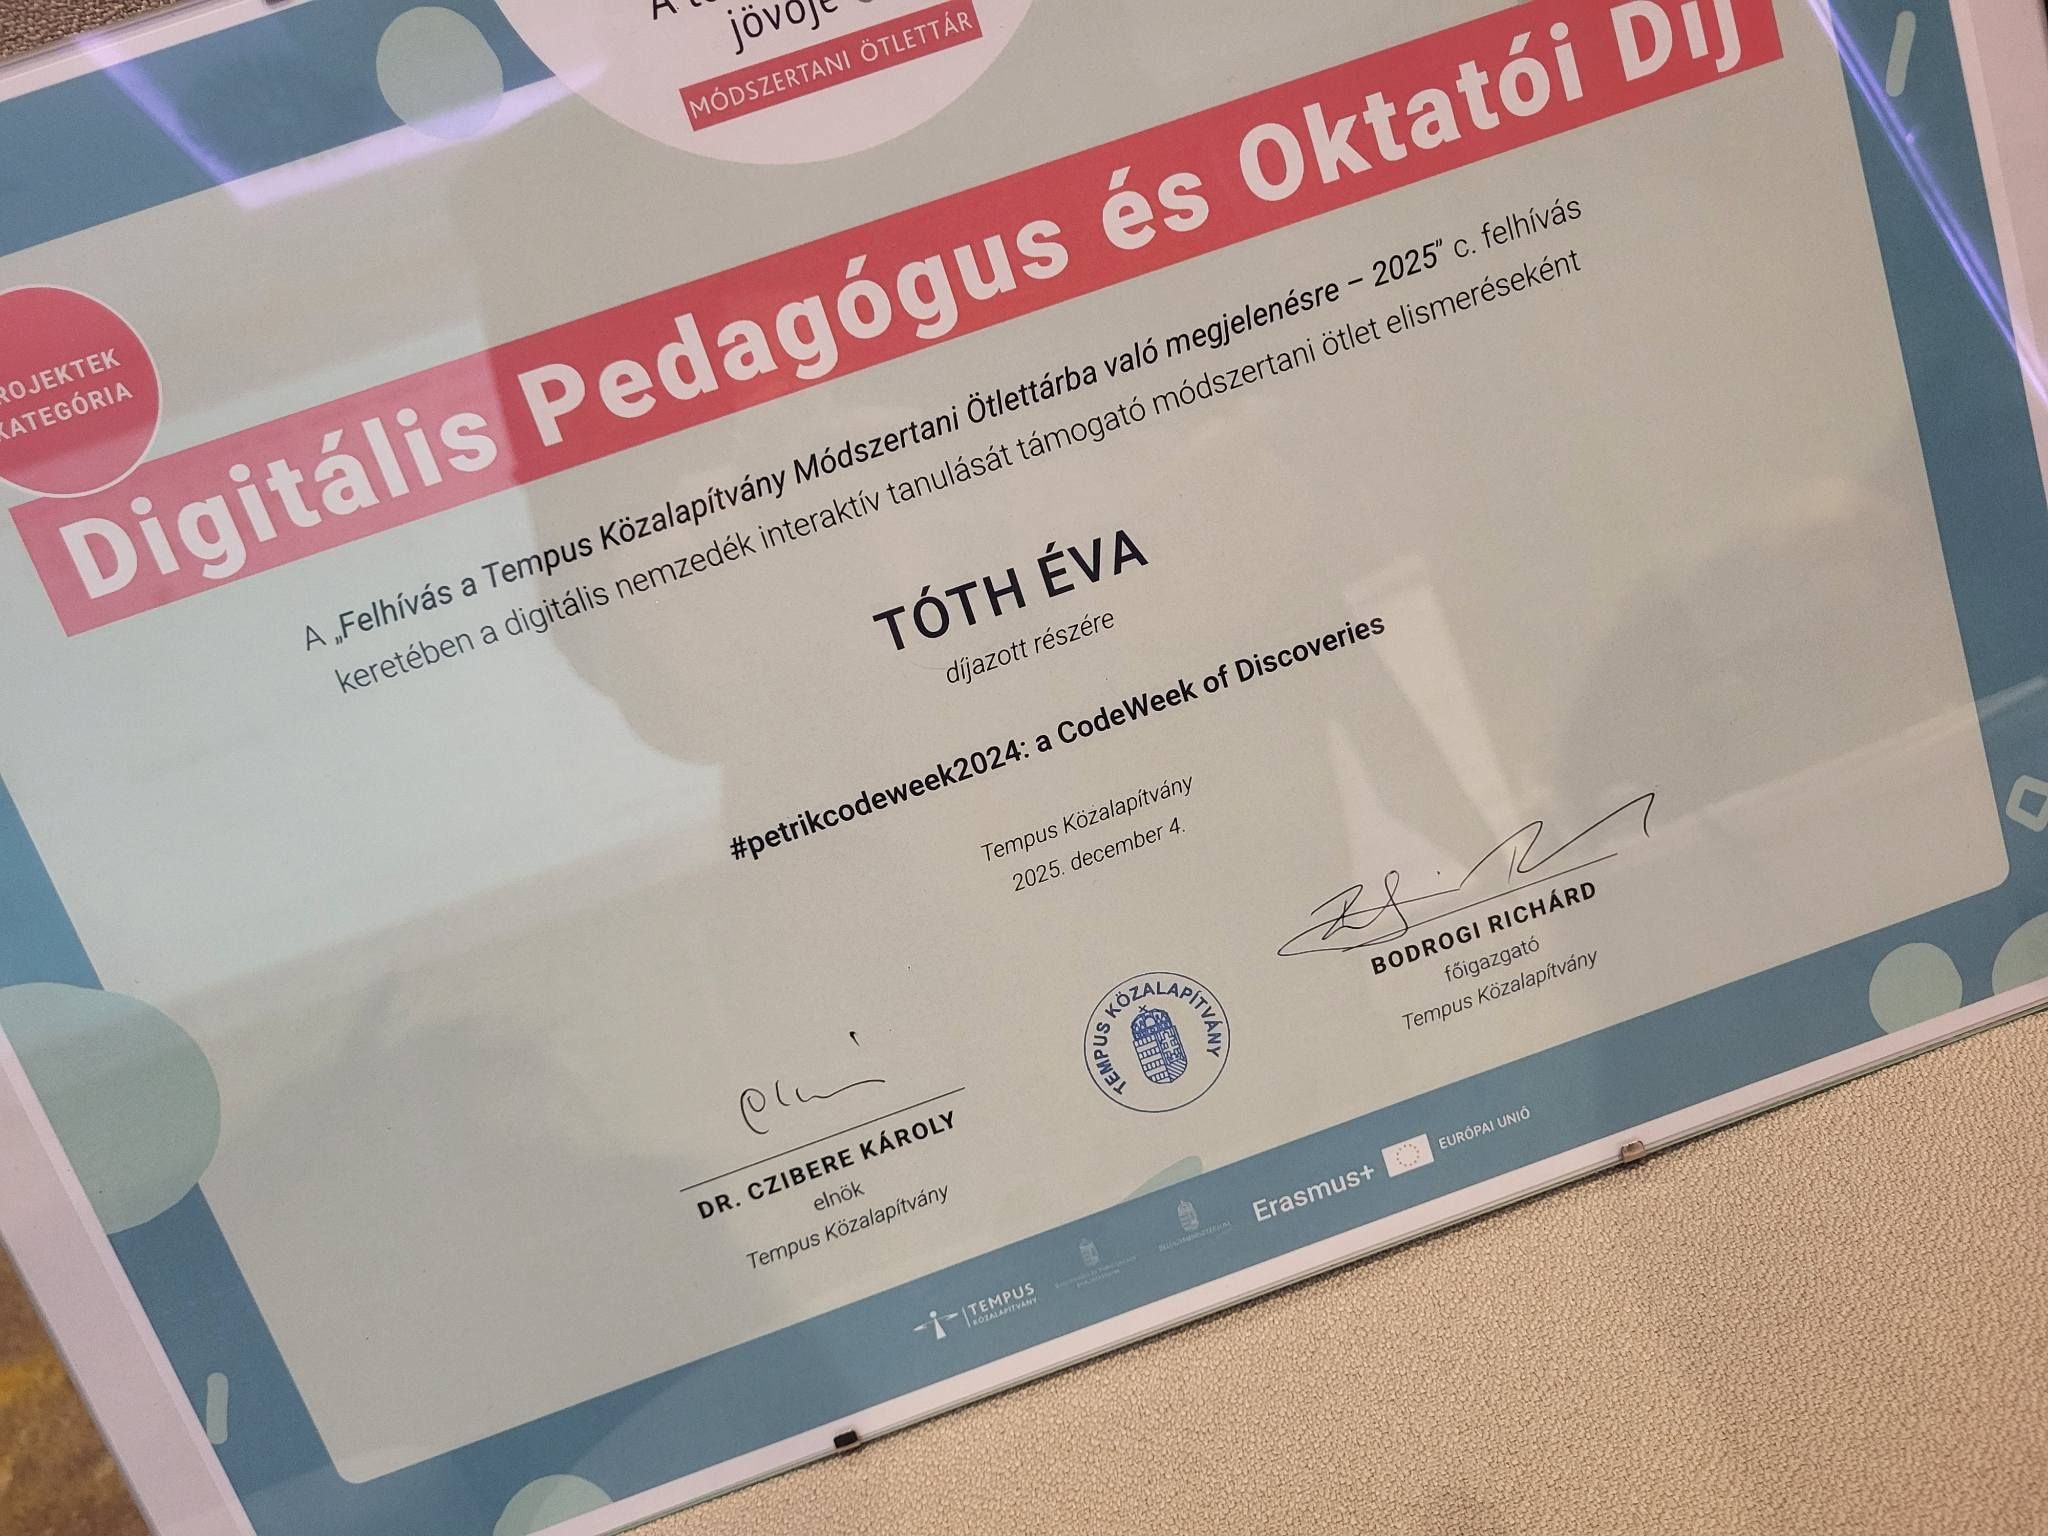 jövője
MÓDSZERTANI ÖTLETTÁR
Digitális Pedagógus és Oktatói Díj
KATEGÓRIA
A „Felhívás a Tempus Közalapítvány Módszertani Ötlettárba való megjelenésre – 2025” c. felhívás
keretében a digitális nemzedék interaktív tanulását támogató módszertani ötlet elismeréseként
TÓTH ÉVA
díjazott részére
#petrikcodeweek2024: a CodeWeek of Discoveries
Tempus Közalapítvány
2025. december 4.
BODROGI RICHÁRD
főigazgató
Tempus Közalapítvány
TEMPUS KÖZALAPÍTVÁNY
DR. CZIBERE KÁROLY
elnök
Tempus Közalapítvány
TEMPUS
KÖZALAPÍTVÁNY
Erasmus+
EURÓPAI UNIÓ